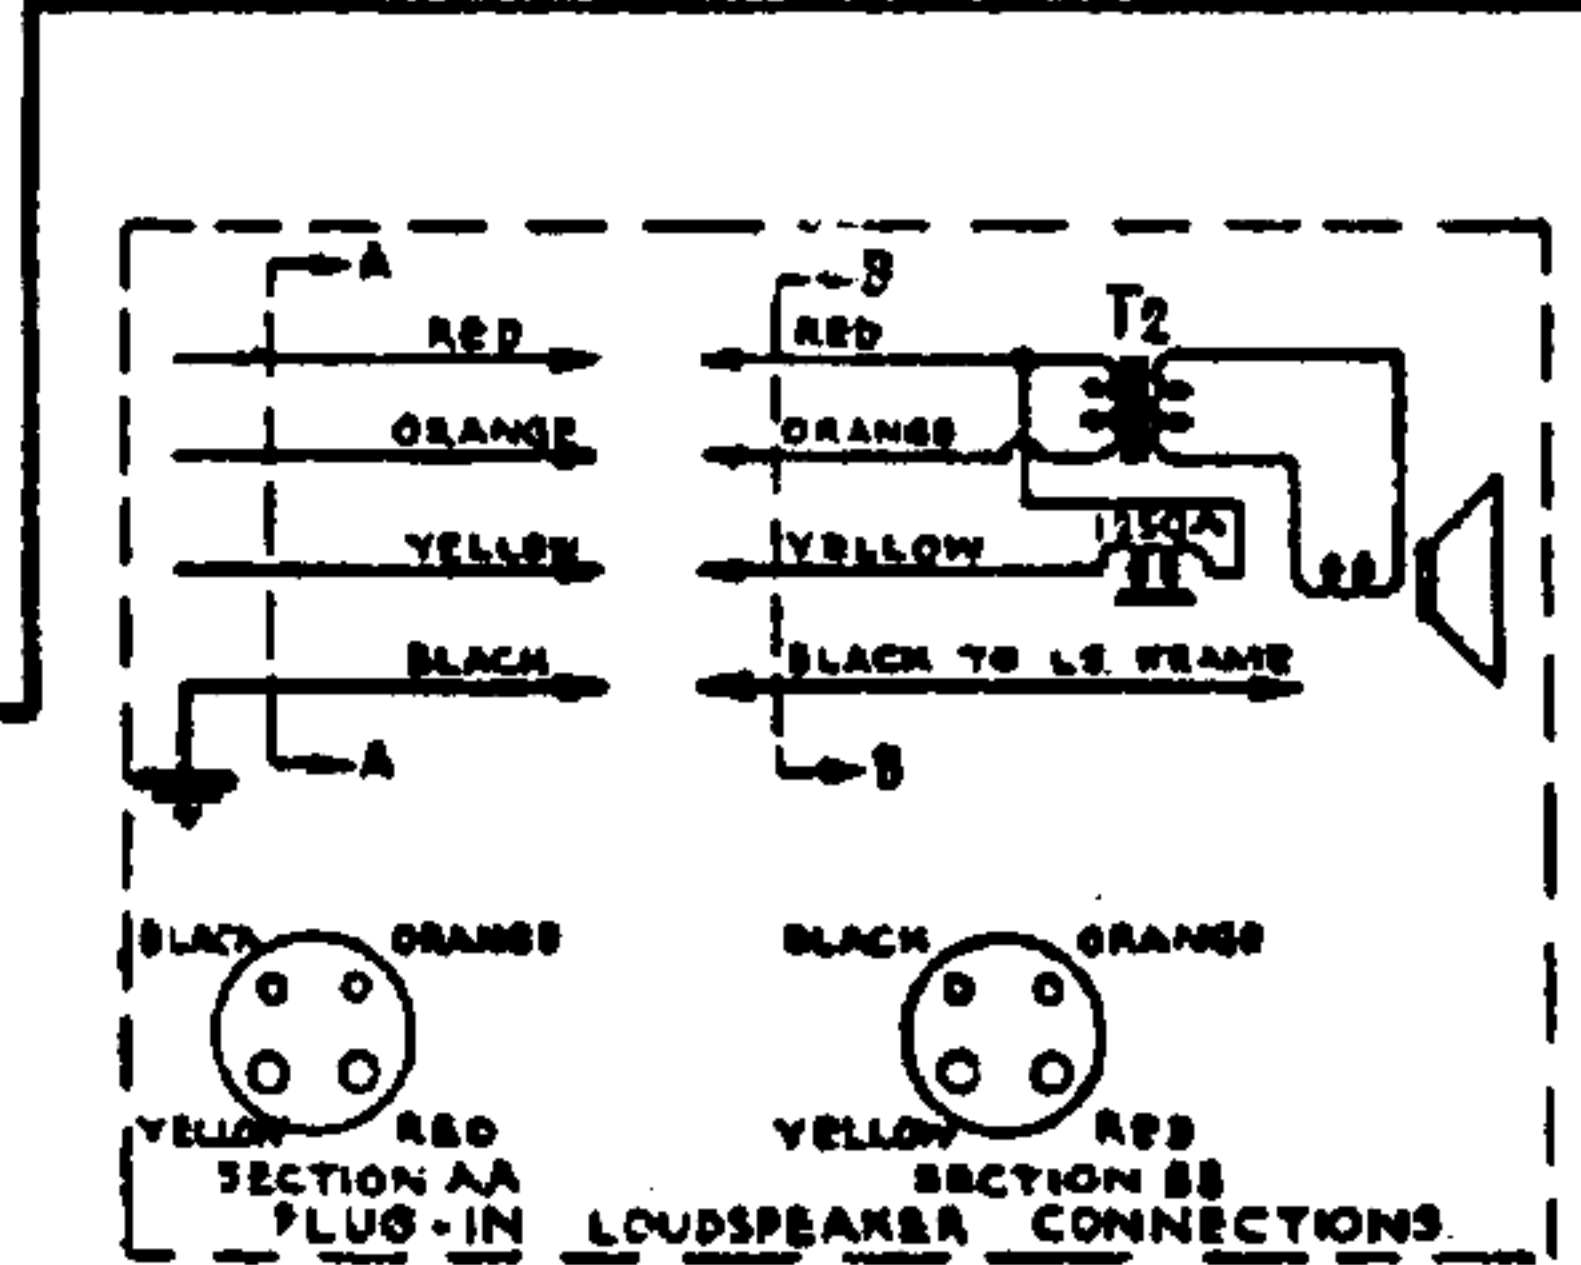 A
B
RED
RED
T2
ORANGE
ORANGE
YELLOW
YELLOW
BLACK
BLACK TO LS FRAME
A
B
BLACK
ORANGE
BLACK
ORANGE
YELLOW
RED
YELLOW
RED
SECTION AA
SECTION BB
PLUG-IN LOUDSPEAKER CONNECTIONS